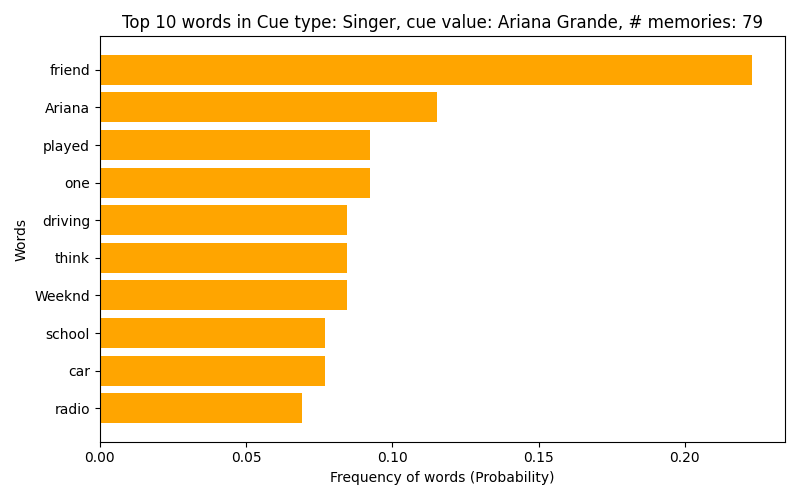 Top 10 words in Cue type: Singer, cue value: Ariana Grande, # memories: 79
friend
Ariana
played
one
driving
think
Weeknd
school
car
radio
Words
0.00 0.05 0.10 0.15 0.20
Frequency of words (Probability)